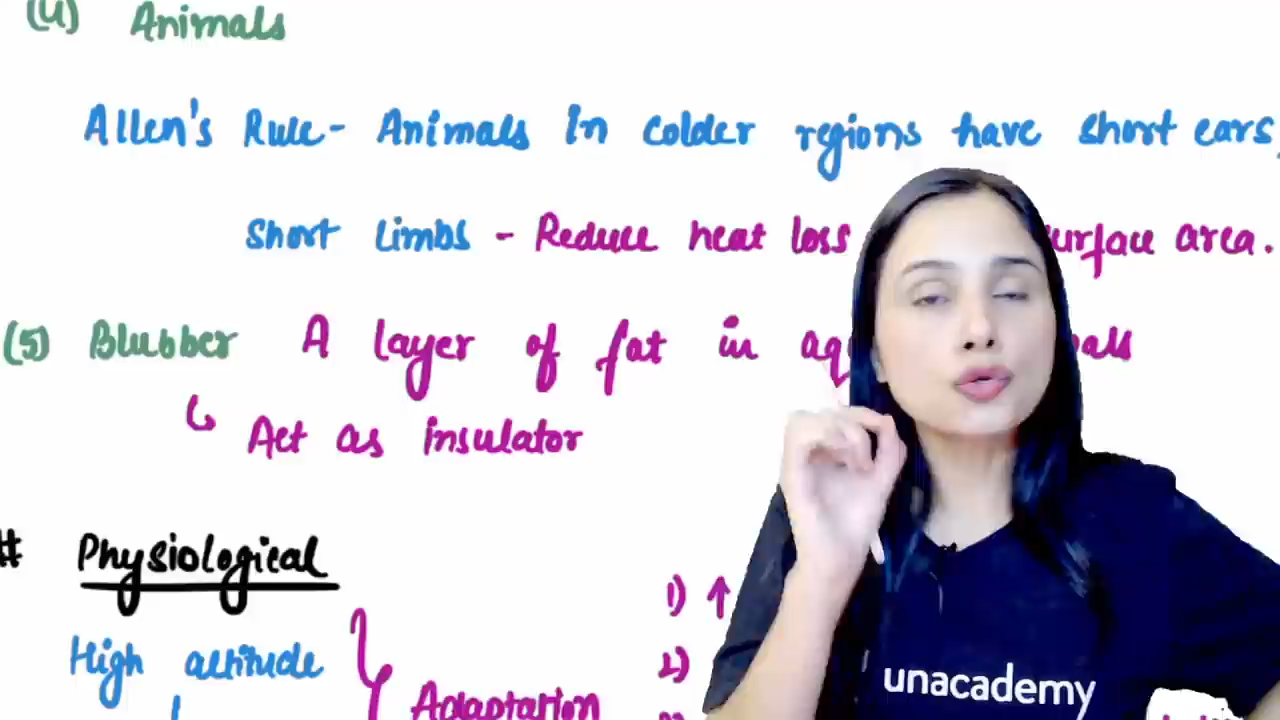 (4) Animals
Allen's Rule- Animals in colder regions have short ears,
short limbs - Reduce heat loss area.
(5) Blubber A layer of fat in
↳ Act as insulator
# Physiological
High altitude
Adaptation
1) ↑
2)
unacademy